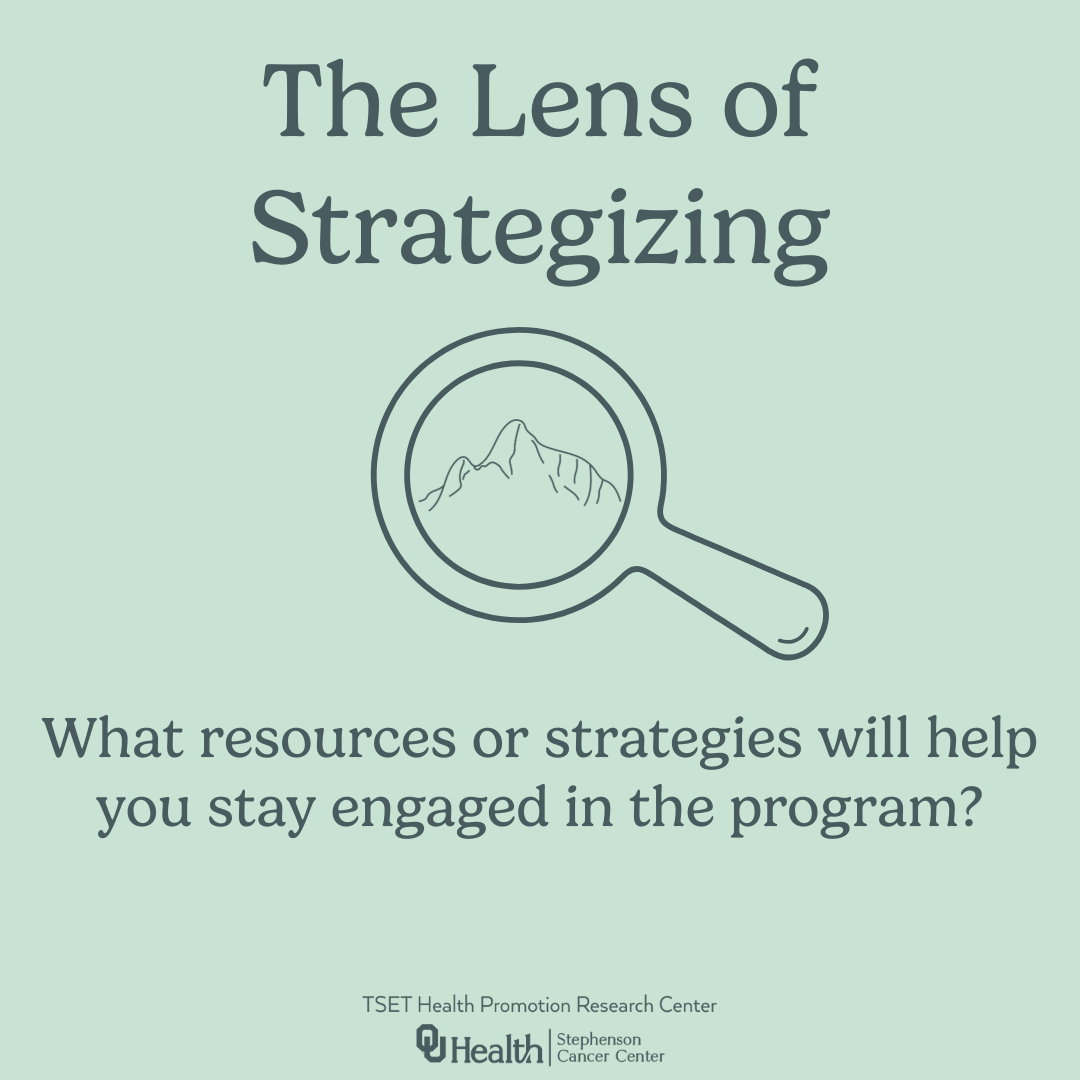 The Lens of
Strategizing
What resources or strategies will help
you stay engaged in the program?
TSET Health Promotion Research Center
OU Health
Stephenson
Cancer Center